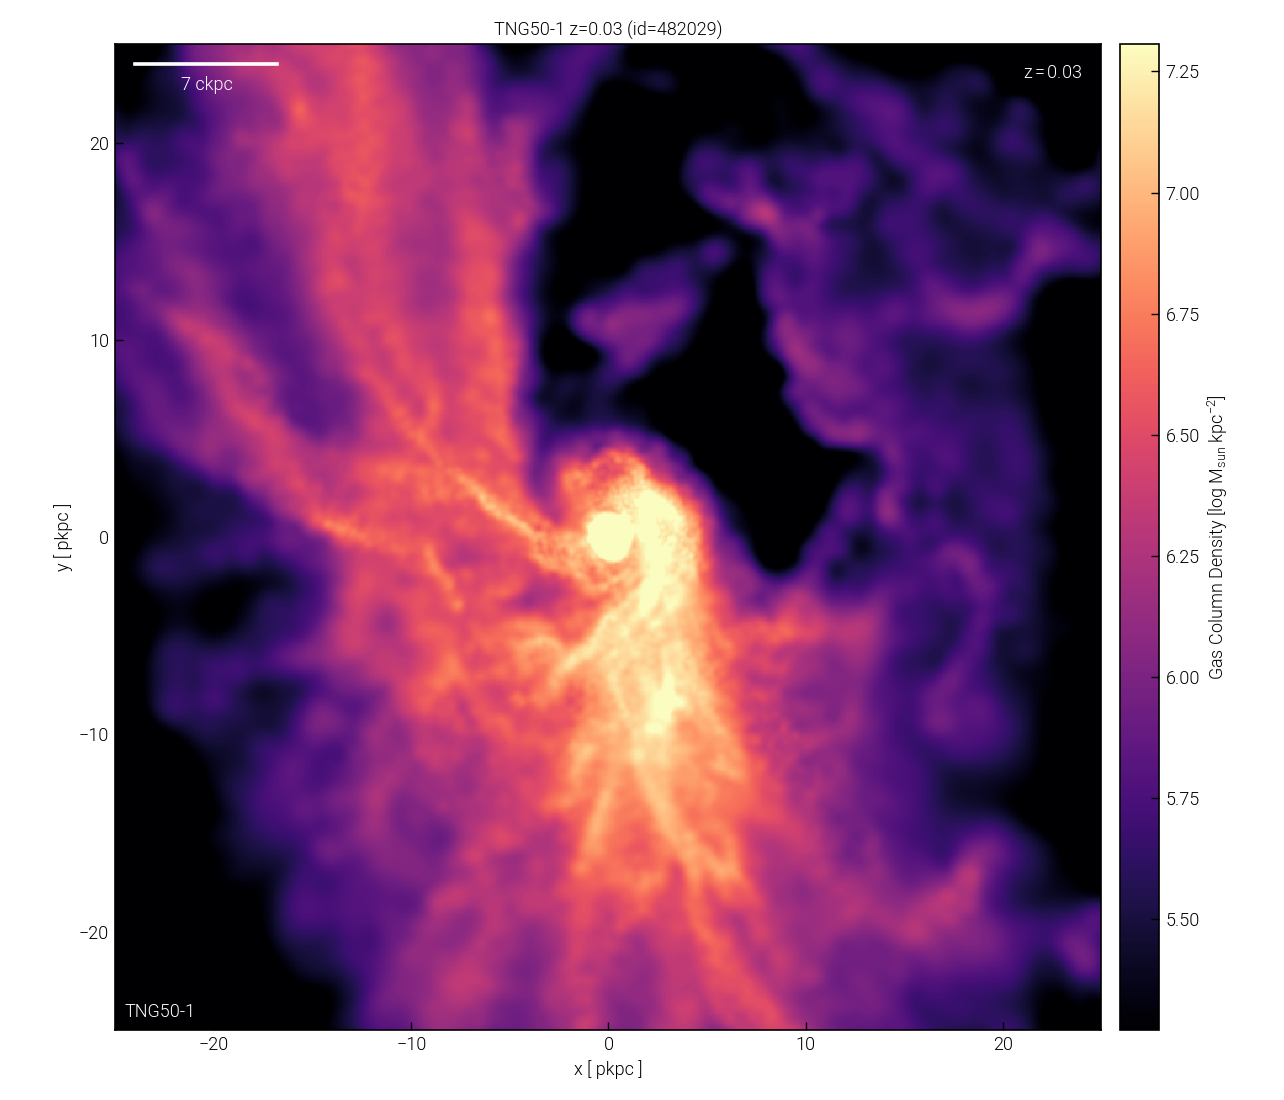 TNG50-1 z=0.03 (id=482029)
7 ckpc
z=0.03
TNG50-1
20
10
0
−10
−20
y [ pkpc ]
−20
−10
0
10
20
x [ pkpc ]
7.25
7.00
6.75
6.50
6.25
6.00
5.75
5.50
Gas Column Density [log M_sun kpc^−2]